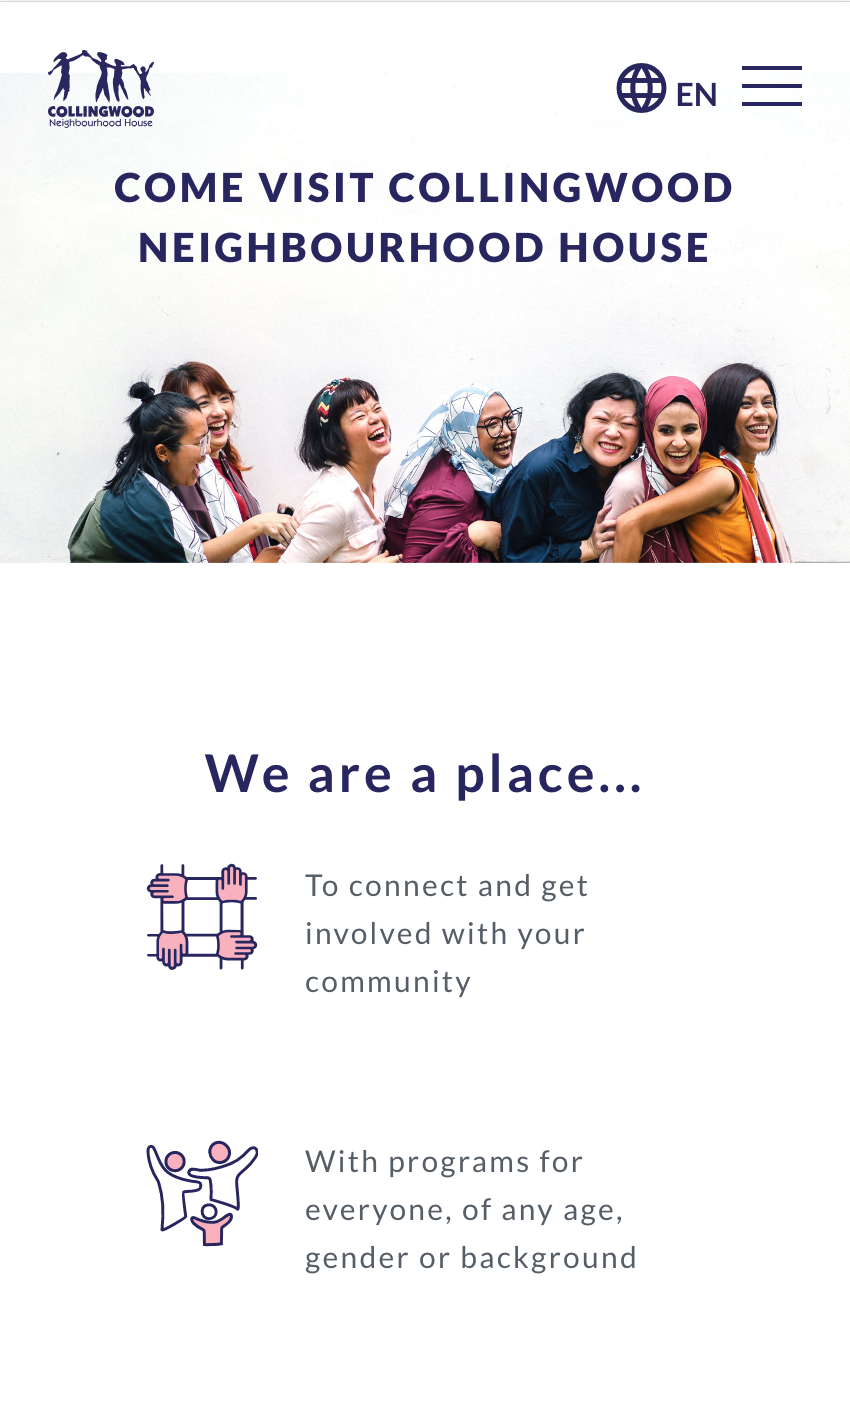 COLLINGWOOD
Neighbourhood House
EN
COME VISIT COLLINGWOOD
NEIGHBOURHOOD HOUSE
We are a place...
To connect and get
involved with your
community
With programs for
everyone, of any age,
gender or background